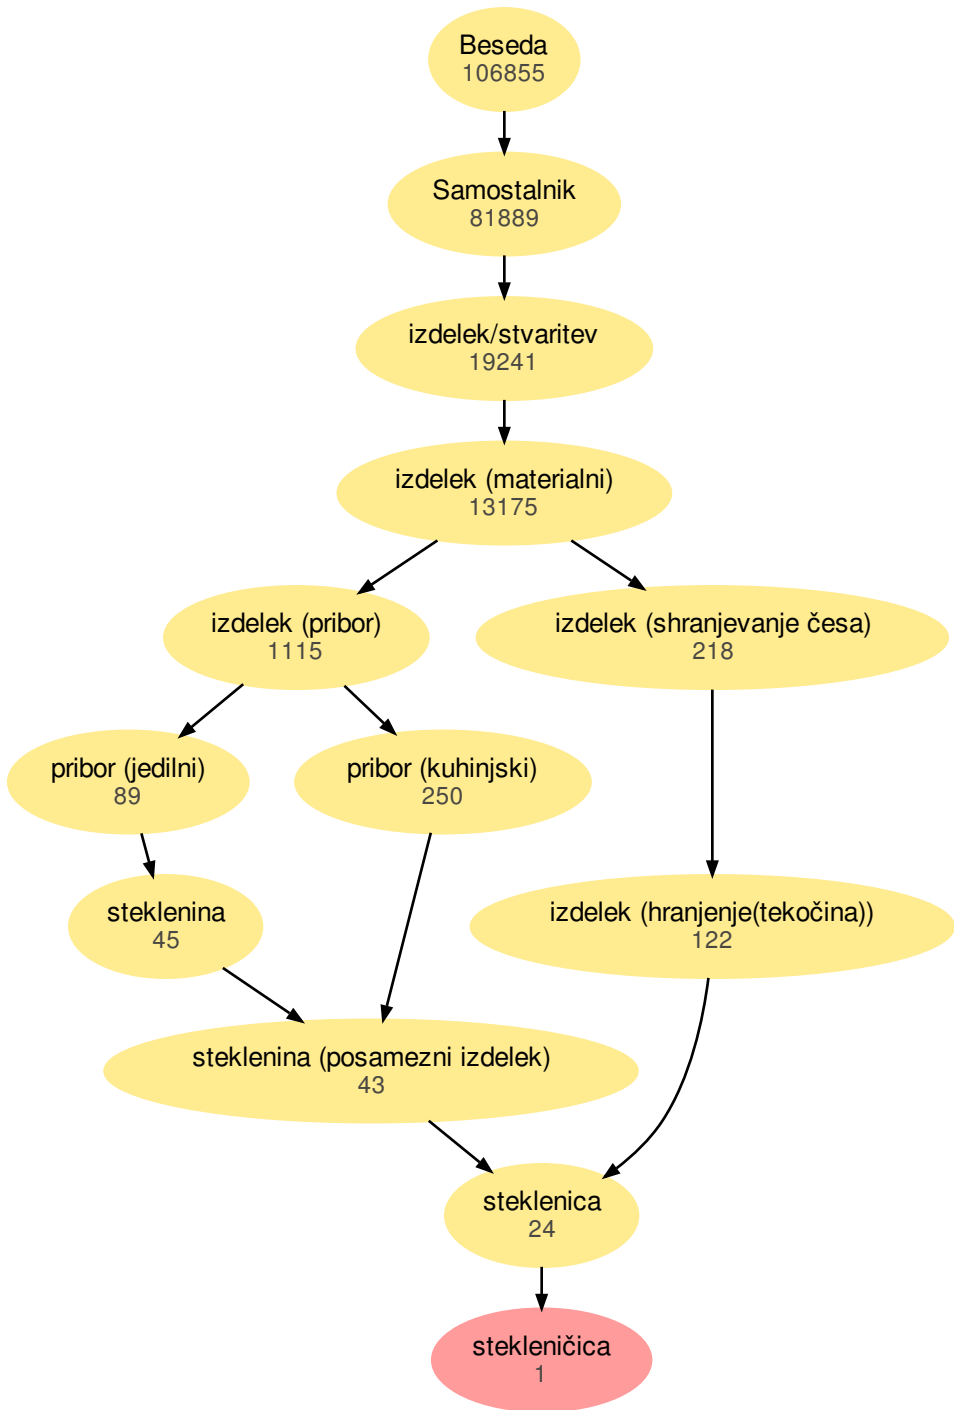 Beseda
106855
Samostalnik
81889
izdelek/stvaritev
19241
izdelek (materialni)
13175
izdelek (pribor)
1115
izdelek (shranjevanje česa)
218
pribor (jedilni)
89
pribor (kuhinjski)
250
steklenina
45
izdelek (hranjenje(tekočina))
122
steklenina (posamezni izdelek)
43
steklenica
24
stekleničica
1